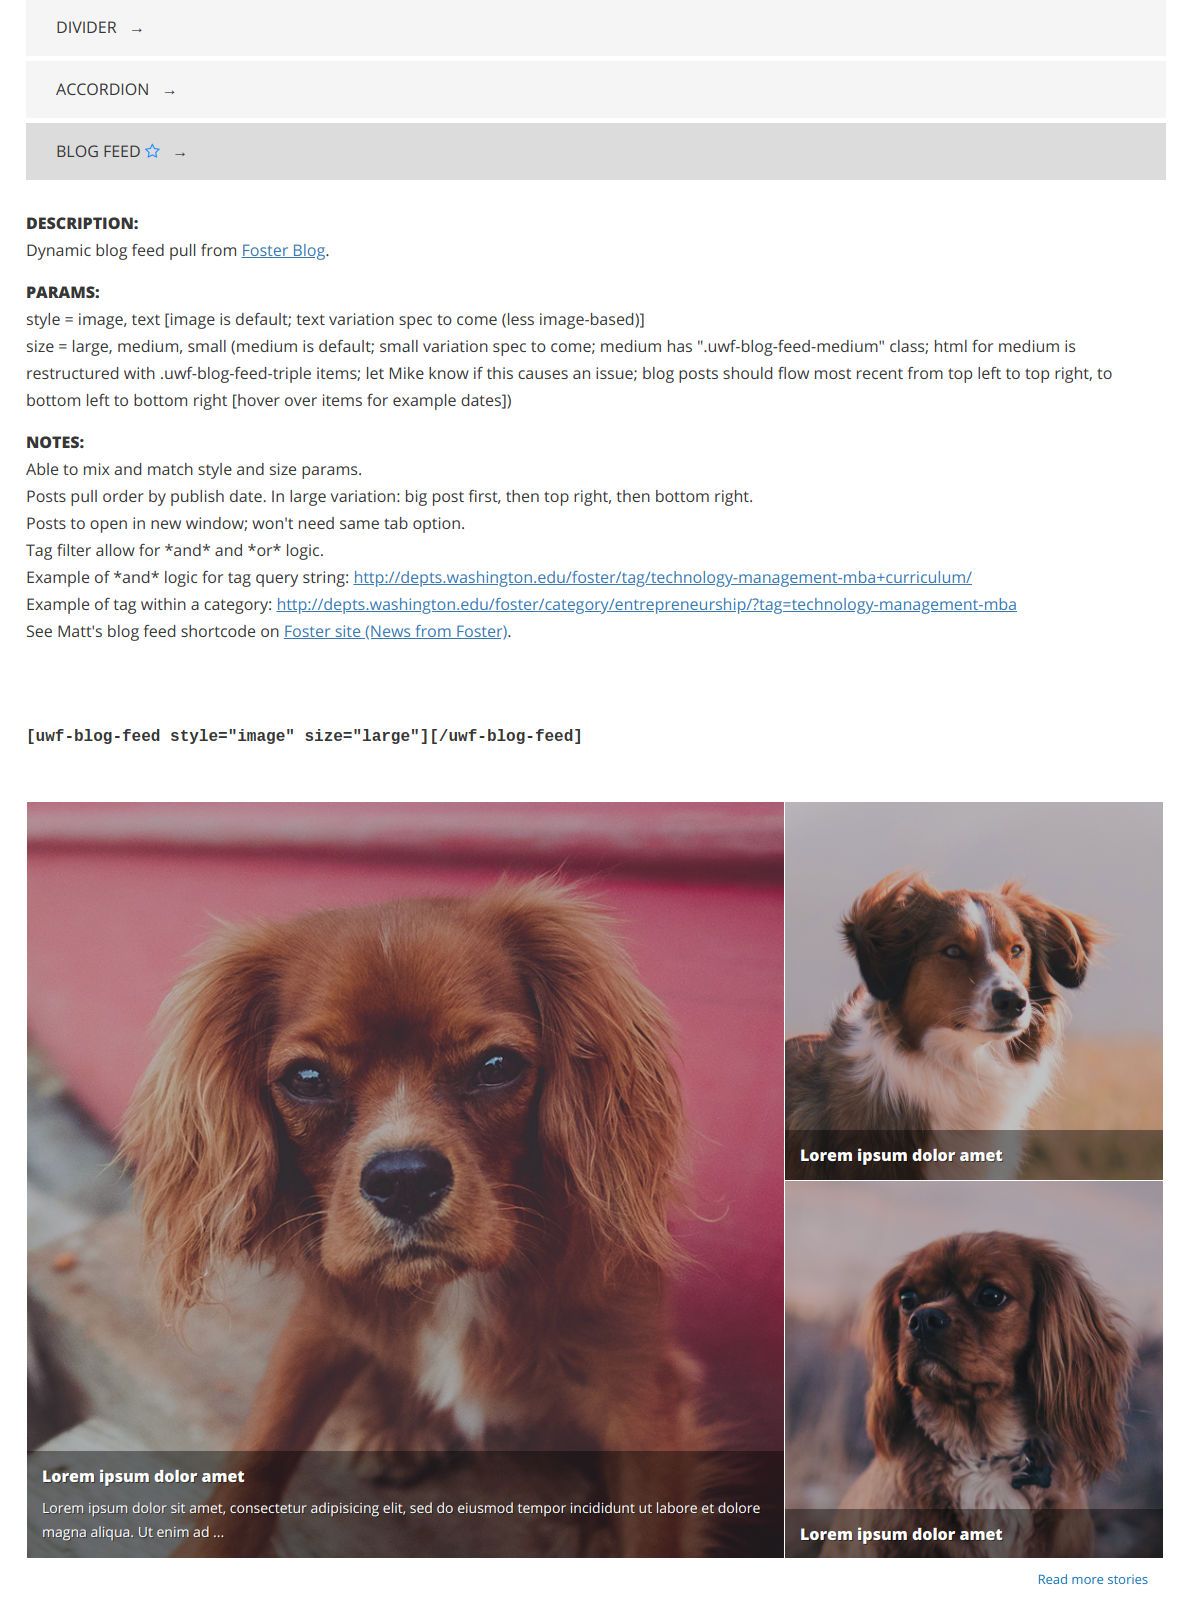 DIVIDER →
ACCORDION →
BLOG FEED ☆ →
DESCRIPTION:
Dynamic blog feed pull from Foster Blog.
PARAMS:
style = image, text [image is default; text variation spec to come (less image-based)]
size = large, medium, small (medium is default; small variation spec to come; medium has ".uwf-blog-feed-medium" class; html for medium is
restructured with .uwf-blog-feed-triple items; let Mike know if this causes an issue; blog posts should flow most recent from top left to top right, to
bottom left to bottom right [hover over items for example dates])
NOTES:
Able to mix and match style and size params.
Posts pull order by publish date. In large variation: big post first, then top right, then bottom right.
Posts to open in new window; won't need same tab option.
Tag filter allow for *and* and *or* logic.
Example of *and* logic for tag query string: http://depts.washington.edu/foster/tag/technology-management-mba+curriculum/
Example of tag within a category: http://depts.washington.edu/foster/category/entrepreneurship/?tag=technology-management-mba
See Matt's blog feed shortcode on Foster site (News from Foster).
[uwf-blog-feed style="image" size="large"][/uwf-blog-feed]
Lorem ipsum dolor amet
Lorem ipsum dolor sit amet, consectetur adipisicing elit, sed do eiusmod tempor incididunt ut labore et dolore
magna aliqua. Ut enim ad ...
Lorem ipsum dolor amet
Lorem ipsum dolor amet
Read more stories